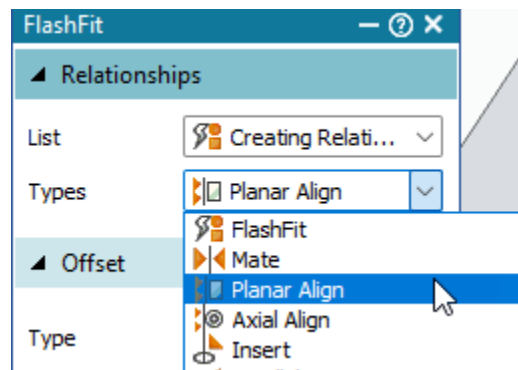 FlashFit
Relationships
List Creating Relati...
Types Planar Align
FlashFit
Offset Mate
Planar Align
Type Axial Align
Insert